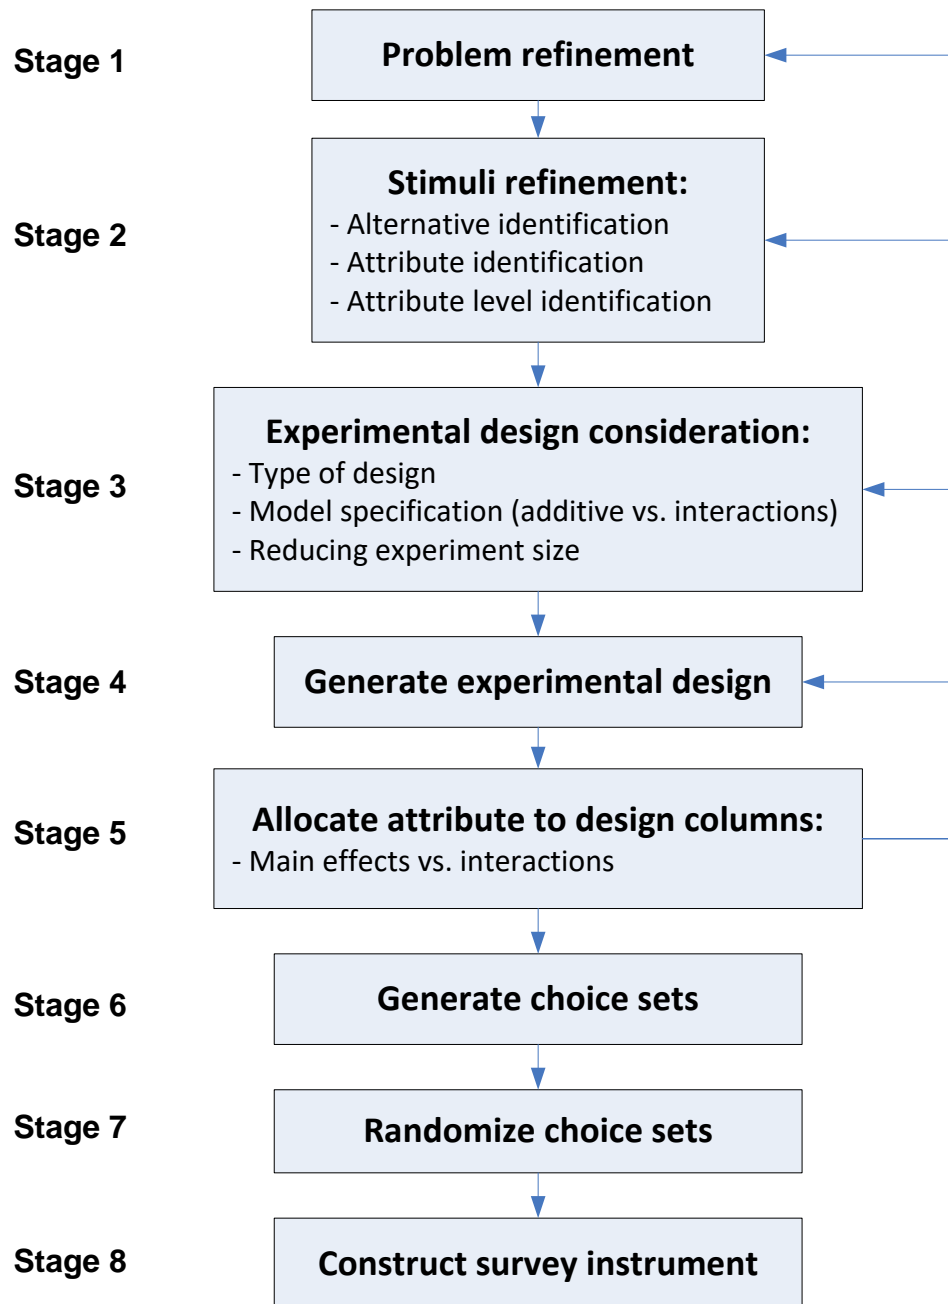 Stage 1
Problem refinement
Stage 2
Stimuli refinement:
- Alternative identification
- Attribute identification
- Attribute level identification
Stage 3
Experimental design consideration:
- Type of design
- Model specification (additive vs. interactions)
- Reducing experiment size
Stage 4
Generate experimental design
Stage 5
Allocate attribute to design columns:
- Main effects vs. interactions
Stage 6
Generate choice sets
Stage 7
Randomize choice sets
Stage 8
Construct survey instrument